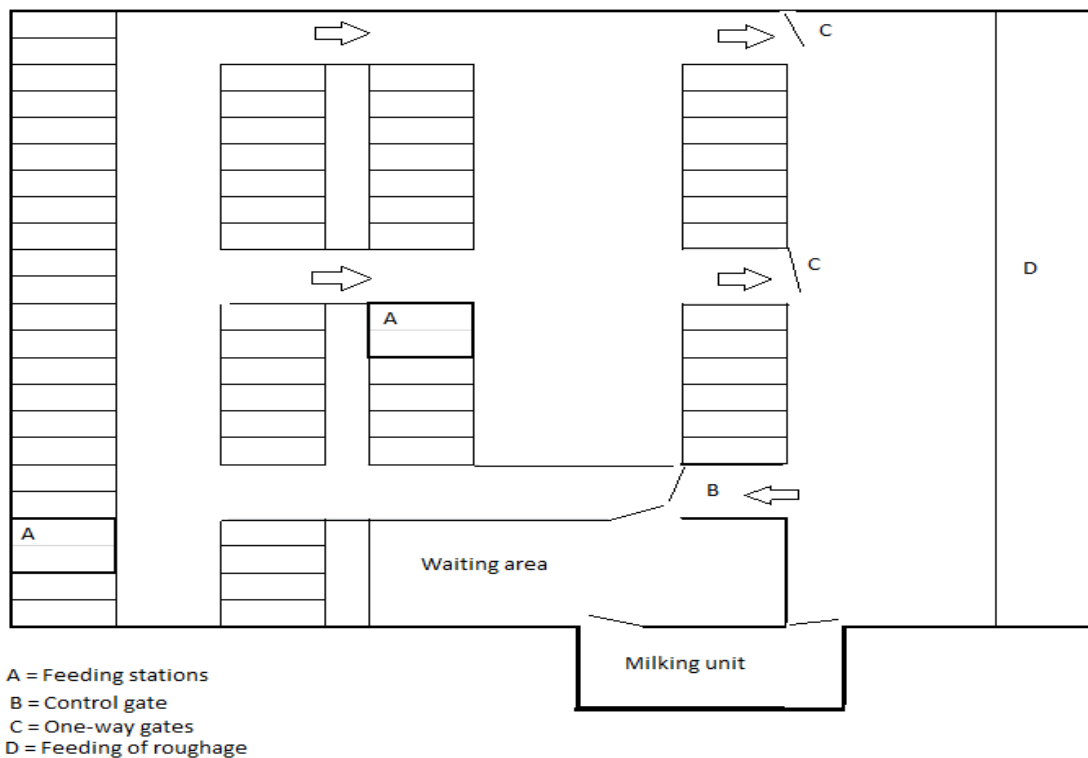 C
C
D
A
B
A
Waiting area
Milking unit
A = Feeding stations
B = Control gate
C = One-way gates
D = Feeding of roughage